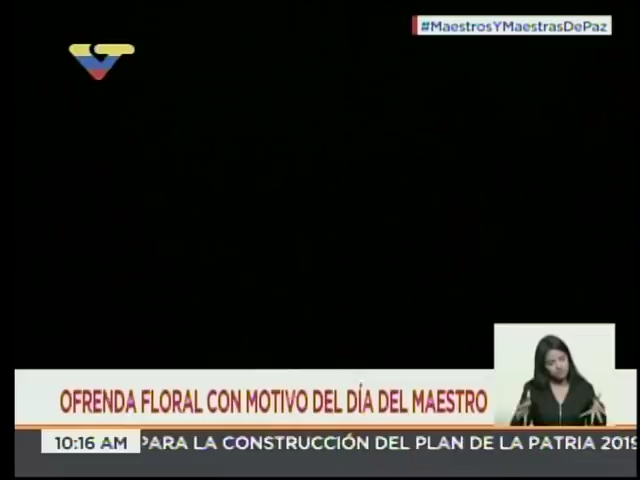 #MaestrosYMaestrasDePaz
OFRENDA FLORAL CON MOTIVO DEL DÍA DEL MAESTRO
10:16 AM PARA LA CONSTRUCCIÓN DEL PLAN DE LA PATRIA 2019